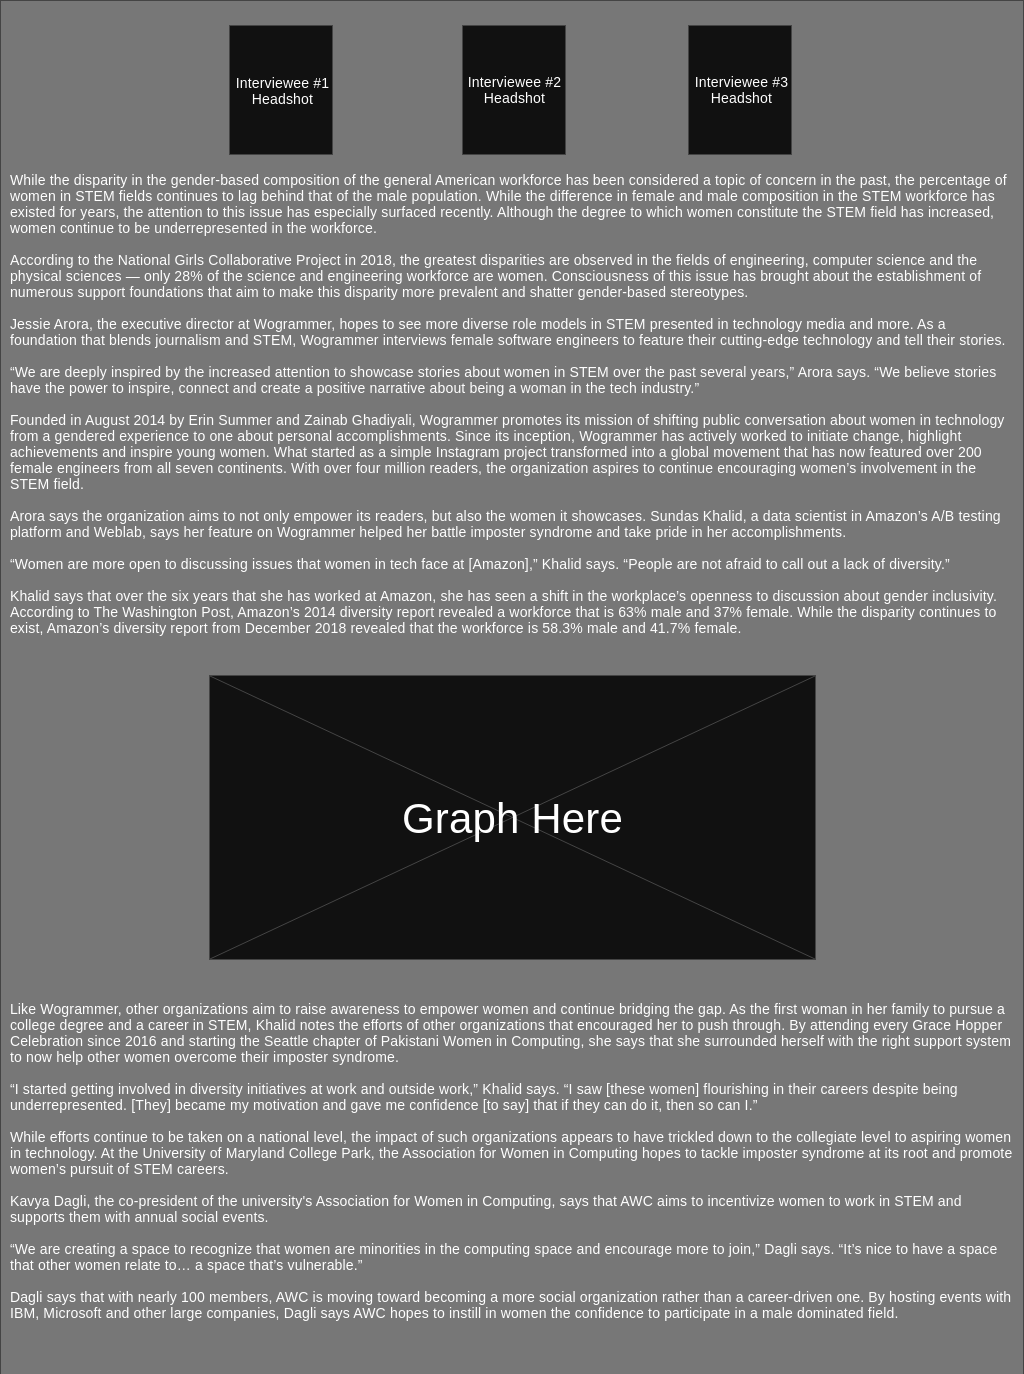 Interviewee #1
Headshot
Interviewee #2
Headshot
Interviewee #3
Headshot
While the disparity in the gender-based composition of the general American workforce has been considered a topic of concern in the past, the percentage of
women in STEM fields continues to lag behind that of the male population. While the difference in female and male composition in the STEM workforce has
existed for years, the attention to this issue has especially surfaced recently. Although the degree to which women constitute the STEM field has increased,
women continue to be underrepresented in the workforce.
According to the National Girls Collaborative Project in 2018, the greatest disparities are observed in the fields of engineering, computer science and the
physical sciences — only 28% of the science and engineering workforce are women. Consciousness of this issue has brought about the establishment of
numerous support foundations that aim to make this disparity more prevalent and shatter gender-based stereotypes.
Jessie Arora, the executive director at Wogrammer, hopes to see more diverse role models in STEM presented in technology media and more. As a
foundation that blends journalism and STEM, Wogrammer interviews female software engineers to feature their cutting-edge technology and tell their stories.
“We are deeply inspired by the increased attention to showcase stories about women in STEM over the past several years,” Arora says. “We believe stories
have the power to inspire, connect and create a positive narrative about being a woman in the tech industry.”
Founded in August 2014 by Erin Summer and Zainab Ghadiyali, Wogrammer promotes its mission of shifting public conversation about women in technology
from a gendered experience to one about personal accomplishments. Since its inception, Wogrammer has actively worked to initiate change, highlight
achievements and inspire young women. What started as a simple Instagram project transformed into a global movement that has now featured over 200
female engineers from all seven continents. With over four million readers, the organization aspires to continue encouraging women’s involvement in the
STEM field.
Arora says the organization aims to not only empower its readers, but also the women it showcases. Sundas Khalid, a data scientist in Amazon’s A/B testing
platform and Weblab, says her feature on Wogrammer helped her battle imposter syndrome and take pride in her accomplishments.
“Women are more open to discussing issues that women in tech face at [Amazon],” Khalid says. “People are not afraid to call out a lack of diversity.”
Khalid says that over the six years that she has worked at Amazon, she has seen a shift in the workplace’s openness to discussion about gender inclusivity.
According to The Washington Post, Amazon’s 2014 diversity report revealed a workforce that is 63% male and 37% female. While the disparity continues to
exist, Amazon’s diversity report from December 2018 revealed that the workforce is 58.3% male and 41.7% female.
Graph Here
Like Wogrammer, other organizations aim to raise awareness to empower women and continue bridging the gap. As the first woman in her family to pursue a
college degree and a career in STEM, Khalid notes the efforts of other organizations that encouraged her to push through. By attending every Grace Hopper
Celebration since 2016 and starting the Seattle chapter of Pakistani Women in Computing, she says that she surrounded herself with the right support system
to now help other women overcome their imposter syndrome.
“I started getting involved in diversity initiatives at work and outside work,” Khalid says. “I saw [these women] flourishing in their careers despite being
underrepresented. [They] became my motivation and gave me confidence [to say] that if they can do it, then so can I.”
While efforts continue to be taken on a national level, the impact of such organizations appears to have trickled down to the collegiate level to aspiring women
in technology. At the University of Maryland College Park, the Association for Women in Computing hopes to tackle imposter syndrome at its root and promote
women’s pursuit of STEM careers.
Kavya Dagli, the co-president of the university's Association for Women in Computing, says that AWC aims to incentivize women to work in STEM and
supports them with annual social events.
“We are creating a space to recognize that women are minorities in the computing space and encourage more to join,” Dagli says. “It’s nice to have a space
that other women relate to… a space that’s vulnerable.”
Dagli says that with nearly 100 members, AWC is moving toward becoming a more social organization rather than a career-driven one. By hosting events with
IBM, Microsoft and other large companies, Dagli says AWC hopes to instill in women the confidence to participate in a male dominated field.